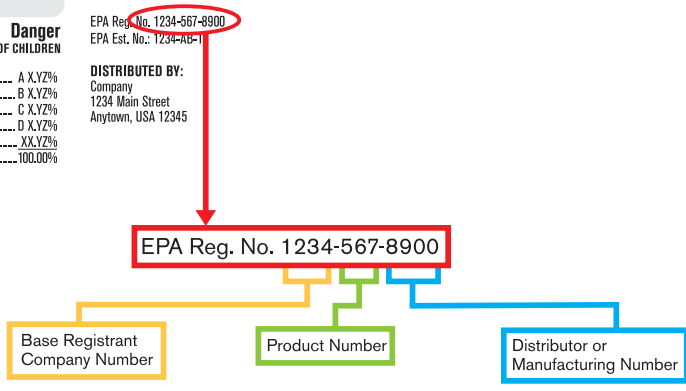 Danger
OF CHILDREN
A X.YZ%
B X.YZ%
C X.YZ%
D X.YZ%
XX.YZ%
100.00%
EPA Reg. No. 1234-567-8900
EPA Est. No.: 1234-AB-1
DISTRIBUTED BY:
Company
1234 Main Street
Anytown, USA 12345
EPA Reg. No. 1234-567-8900
Base Registrant
Company Number
Product Number
Distributor or
Manufacturing Number